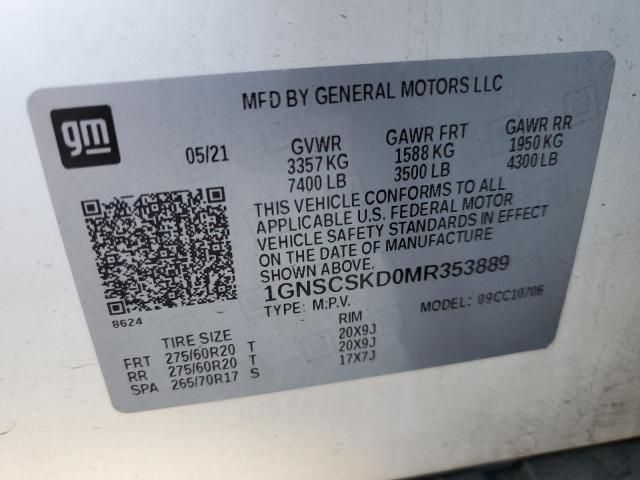 gm
MFD BY GENERAL MOTORS LLC
05/21 GVWR GAWR FRT GAWR RR
3357 KG 1588 KG 1950 KG
7400 LB 3500 LB 4300 LB
THIS VEHICLE CONFORMS TO ALL
APPLICABLE U.S. FEDERAL MOTOR
VEHICLE SAFETY STANDARDS IN EFFECT
ON THE DATE OF MANUFACTURE
SHOWN ABOVE.
1GNSCSKD0MR353889
TYPE: M.P.V. MODEL: 09CC10706
8624
TIRE SIZE RIM
FRT 275/60R20 T 20X9J
RR 275/60R20 T 20X9J
SPA 265/70R17 S 17X7J